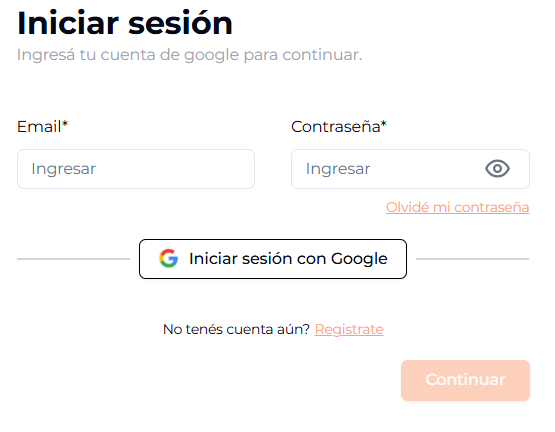 Iniciar sesión
Ingresá tu cuenta de google para continuar.
Email* Contraseña*
Ingresar Ingresar
Olvidé mi contraseña
Iniciar sesión con Google
No tenés cuenta aún? Registrate
Continuar